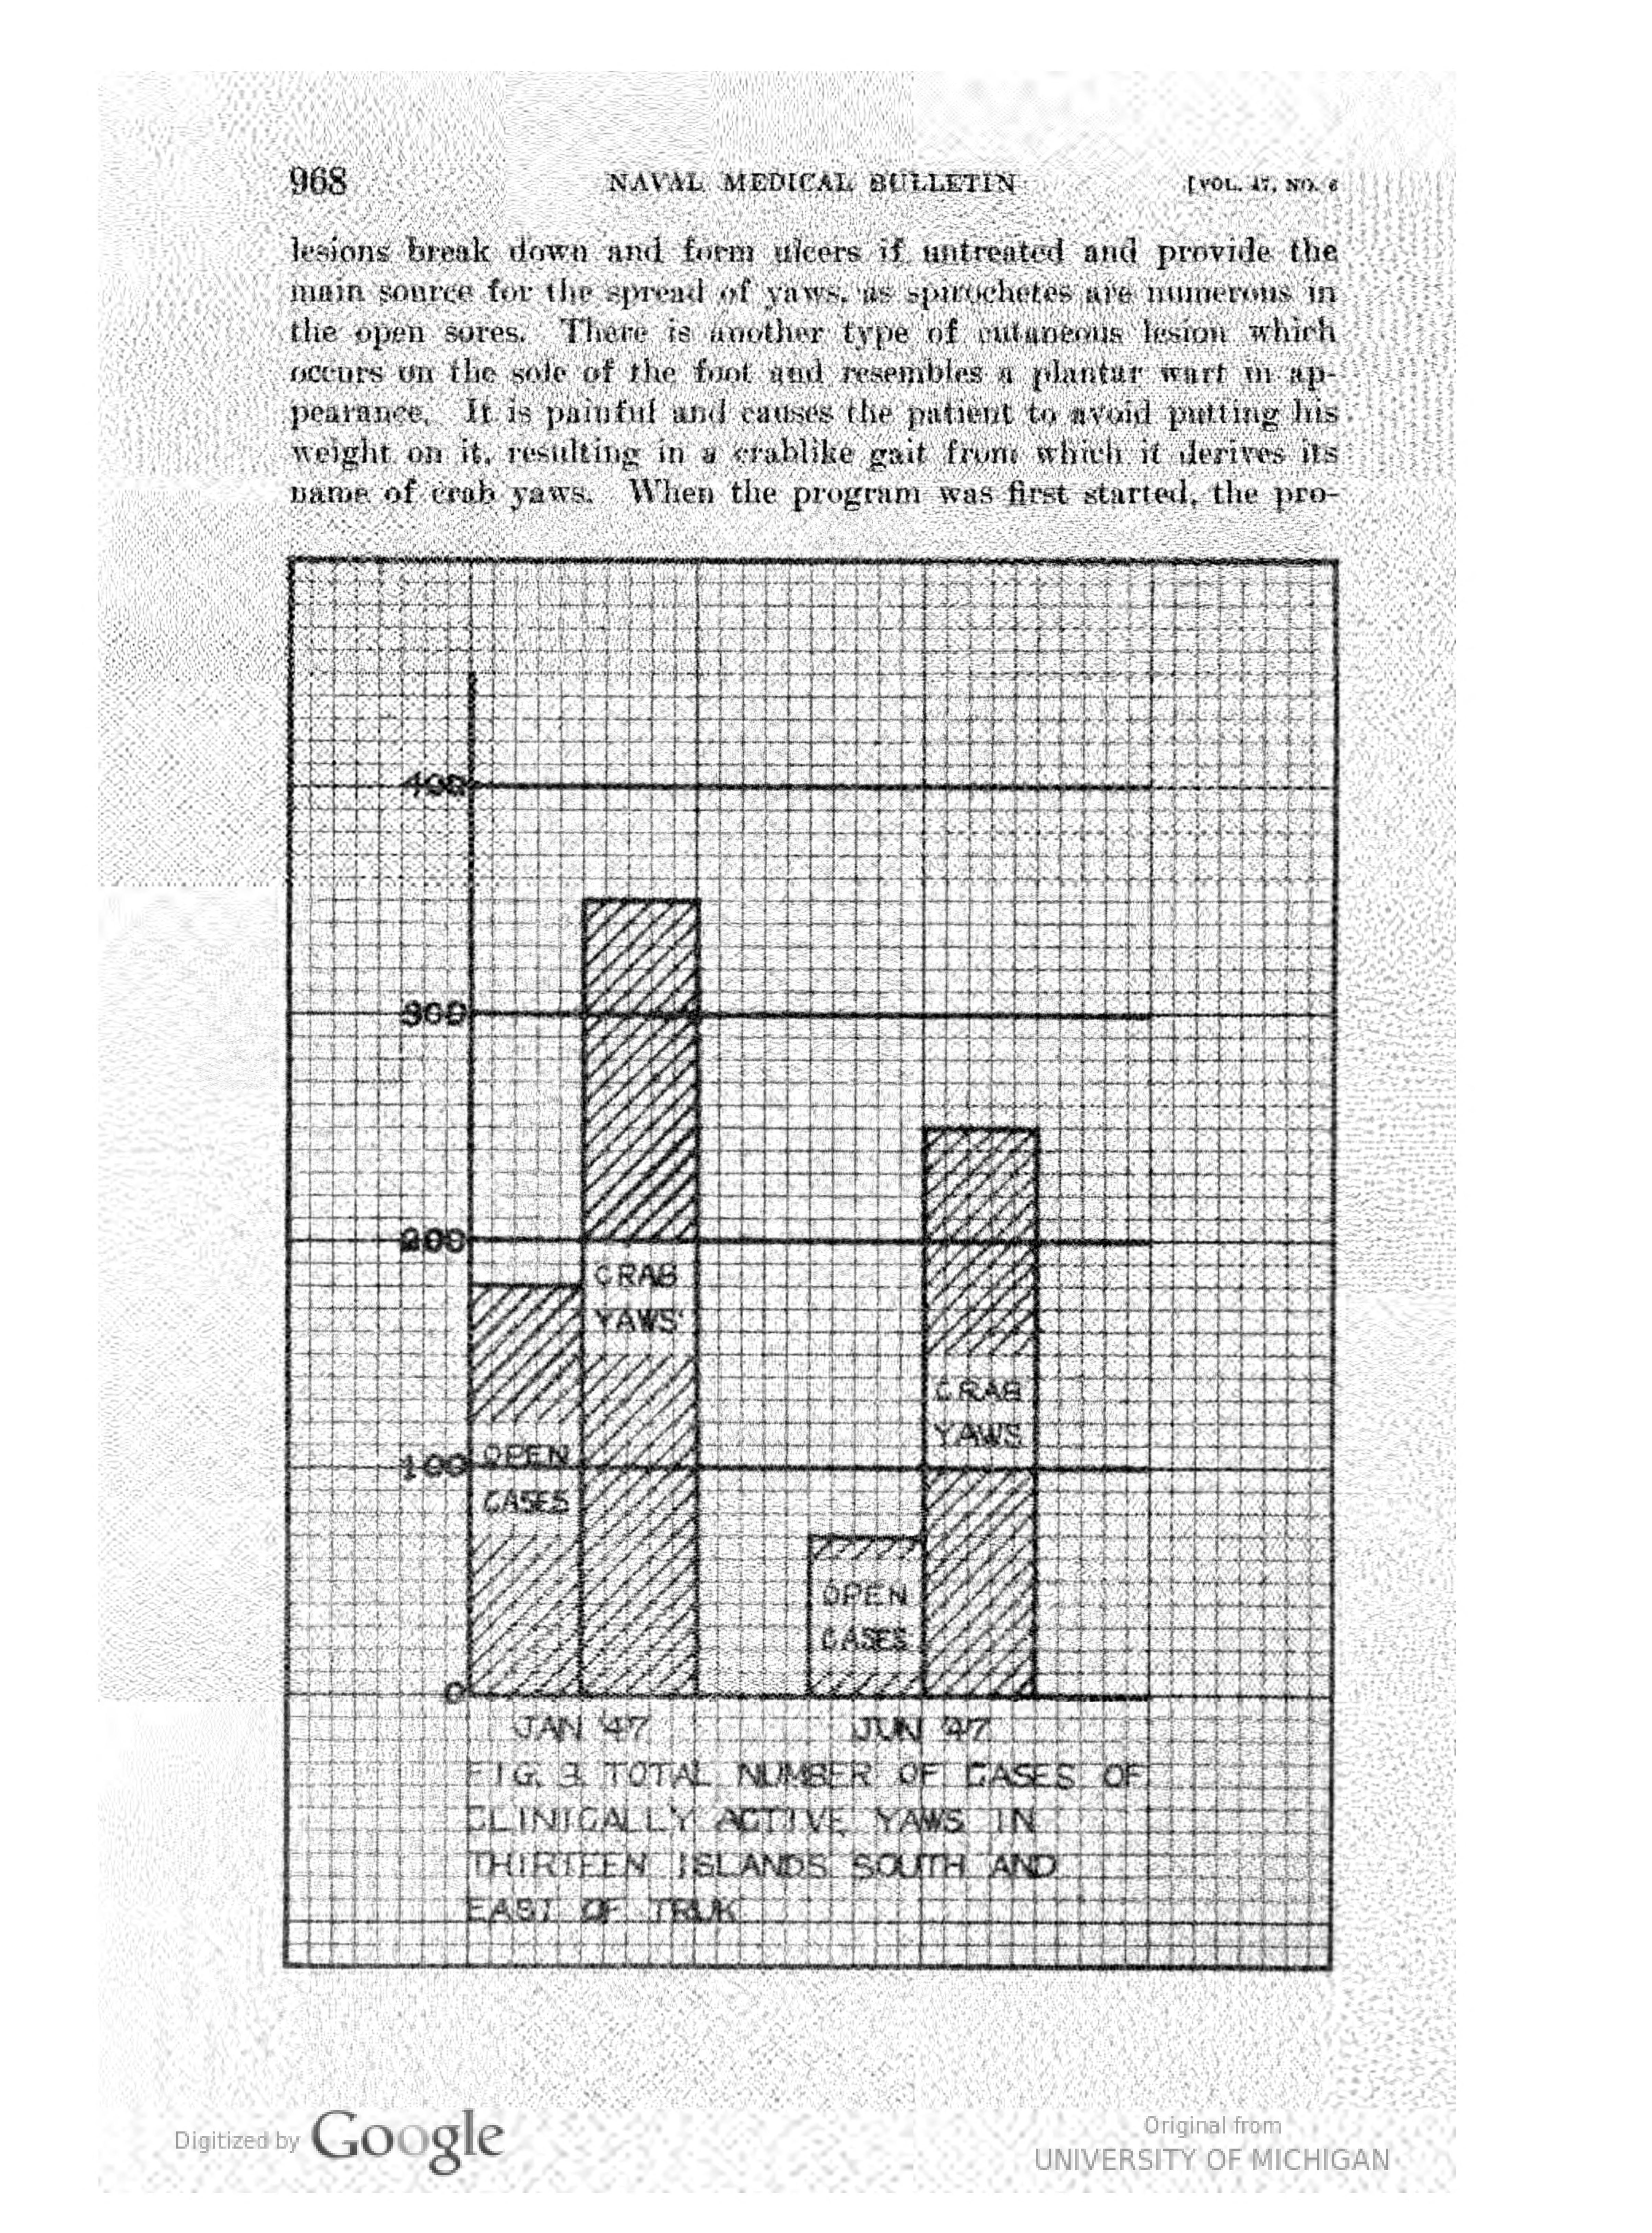 968
NAVAL MEDICAL BULLETIN
[VOL. 47, NO. 6
lesions break down and form ulcers if untreated and provide the
main source for the spread of yaws, as spirochetes are numerous in
the open sores. There is another type of cutaneous lesion which
occurs on the sole of the foot and resembles a plantar wart in ap-
pearance. It is painful and causes the patient to avoid putting his
weight on it, resulting in a crablike gait from which it derives its
name of crab yaws. When the program was first started, the pro-
400
300
200
100
0
CRAB
YAWS
OPEN
CASES
CRAB
YAWS
OPEN
CASES
JAN '47
JUN '47
FIG. 3. TOTAL NUMBER OF CASES OF
CLINICALLY ACTIVE YAWS IN
THIRTEEN ISLANDS SOUTH AND
EAST OF TRUK
Digitized by Google
Original from
UNIVERSITY OF MICHIGAN